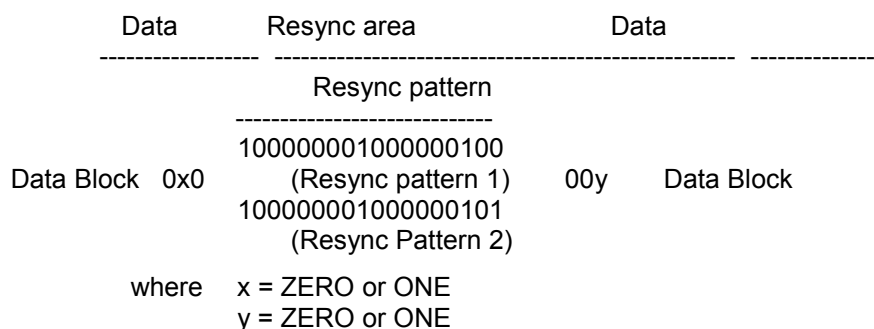 Data Resync area Data
------------------- ---------------------------------------------------- --------------
Resync pattern
-----------------------------
100000001000000100
Data Block 0x0 (Resync pattern 1) 00y Data Block
100000001000000101
(Resync Pattern 2)
where x = ZERO or ONE
y = ZERO or ONE